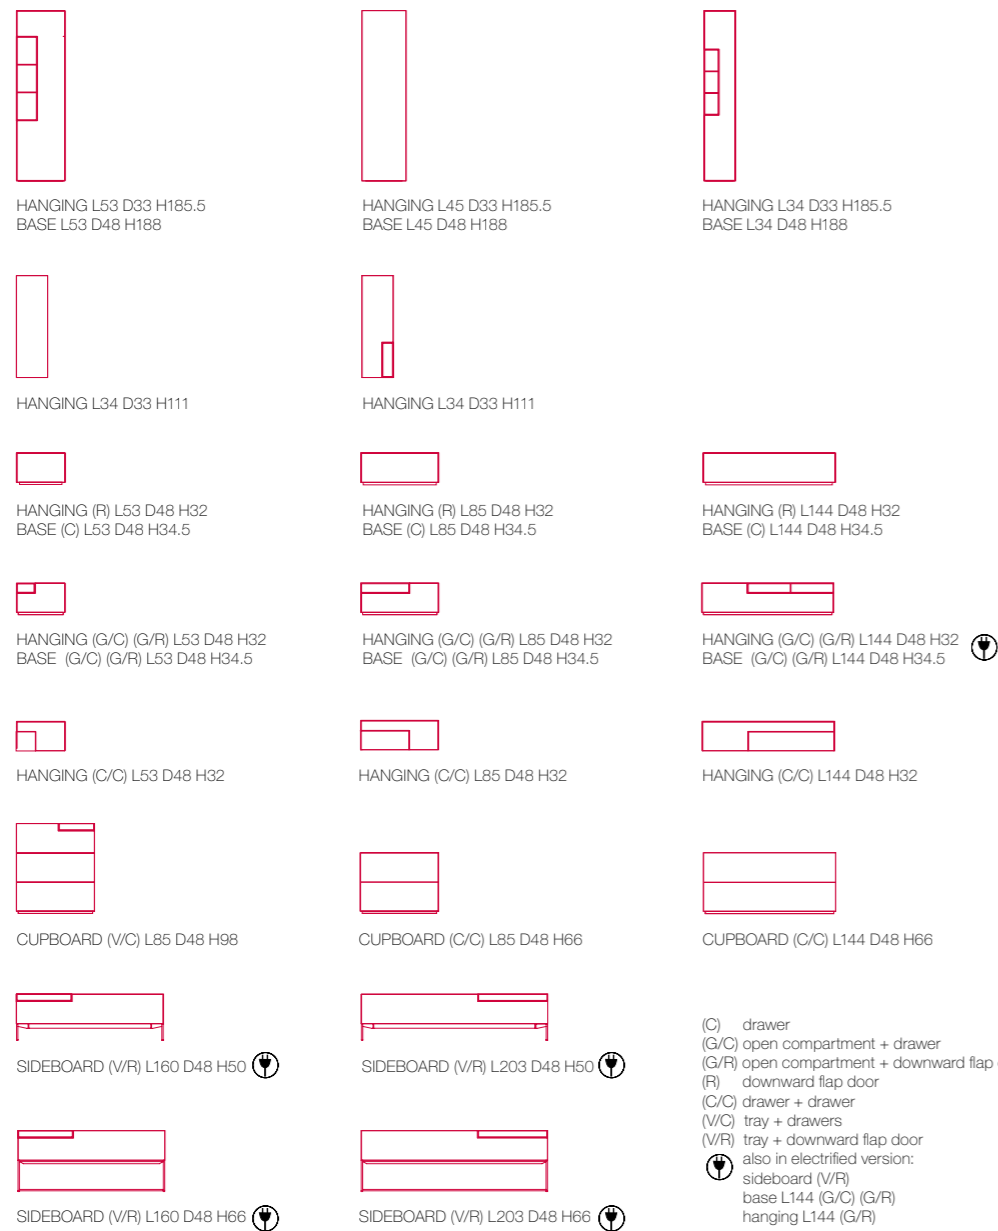 HANGING L53 D33 H185.5
BASE L53 D48 H188
HANGING L45 D33 H185.5
BASE L45 D48 H188
HANGING L34 D33 H185.5
BASE L34 D48 H188
HANGING L34 D33 H111
HANGING L34 D33 H111
HANGING (R) L53 D48 H32
BASE (C) L53 D48 H34.5
HANGING (R) L85 D48 H32
BASE (C) L85 D48 H34.5
HANGING (R) L144 D48 H32
BASE (C) L144 D48 H34.5
HANGING (G/C) (G/R) L53 D48 H32
BASE (G/C) (G/R) L53 D48 H34.5
HANGING (G/C) (G/R) L85 D48 H32
BASE (G/C) (G/R) L85 D48 H34.5
HANGING (G/C) (G/R) L144 D48 H32
BASE (G/C) (G/R) L144 D48 H34.5
HANGING (C/C) L53 D48 H32
HANGING (C/C) L85 D48 H32
HANGING (C/C) L144 D48 H32
CUPBOARD (V/C) L85 D48 H98
CUPBOARD (C/C) L85 D48 H66
CUPBOARD (C/C) L144 D48 H66
SIDEBOARD (V/R) L160 D48 H50
SIDEBOARD (V/R) L203 D48 H50
SIDEBOARD (V/R) L160 D48 H66
SIDEBOARD (V/R) L203 D48 H66
(C) drawer
(G/C) open compartment + drawer
(G/R) open compartment + downward flap
(R) downward flap door
(C/C) drawer + drawer
(V/C) tray + drawers
(V/R) tray + downward flap door
also in electrified version:
sideboard (V/R)
base L144 (G/C) (G/R)
hanging L144 (G/R)